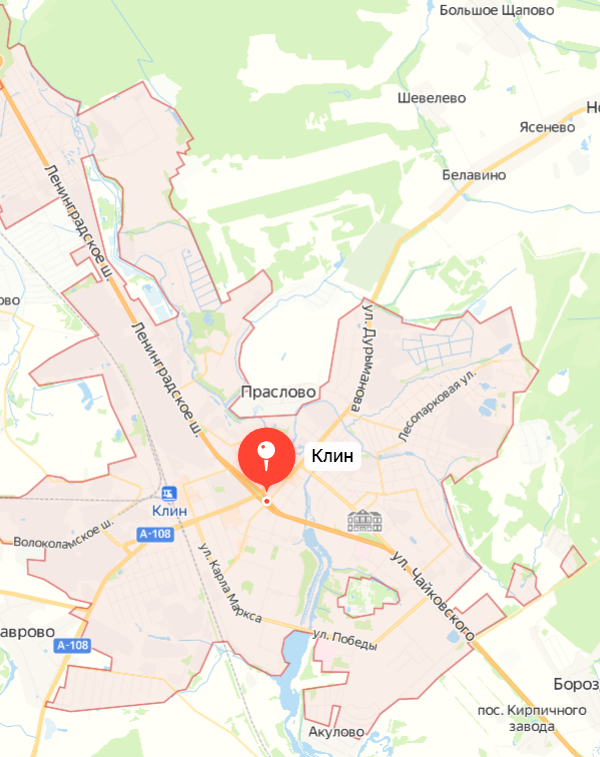 Большое Щапово
Шевелево
Но
Ясенево
Белавино
Ленинградское ш.
ово
ул. Дурыманова
Ленинградское ш.
Праслово
Лесопарковая ул.
Клин
Клин
А-108
Волоколамское ш.
ул. Карла Маркса
ул. Чайковского
аврово
А-108
ул. Победы
Бороз
пос. Кирпичного
завода
Акулово